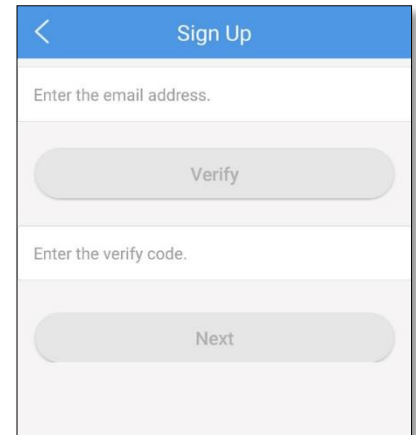 Sign Up
Enter the email address.
Verify
Enter the verify code.
Next